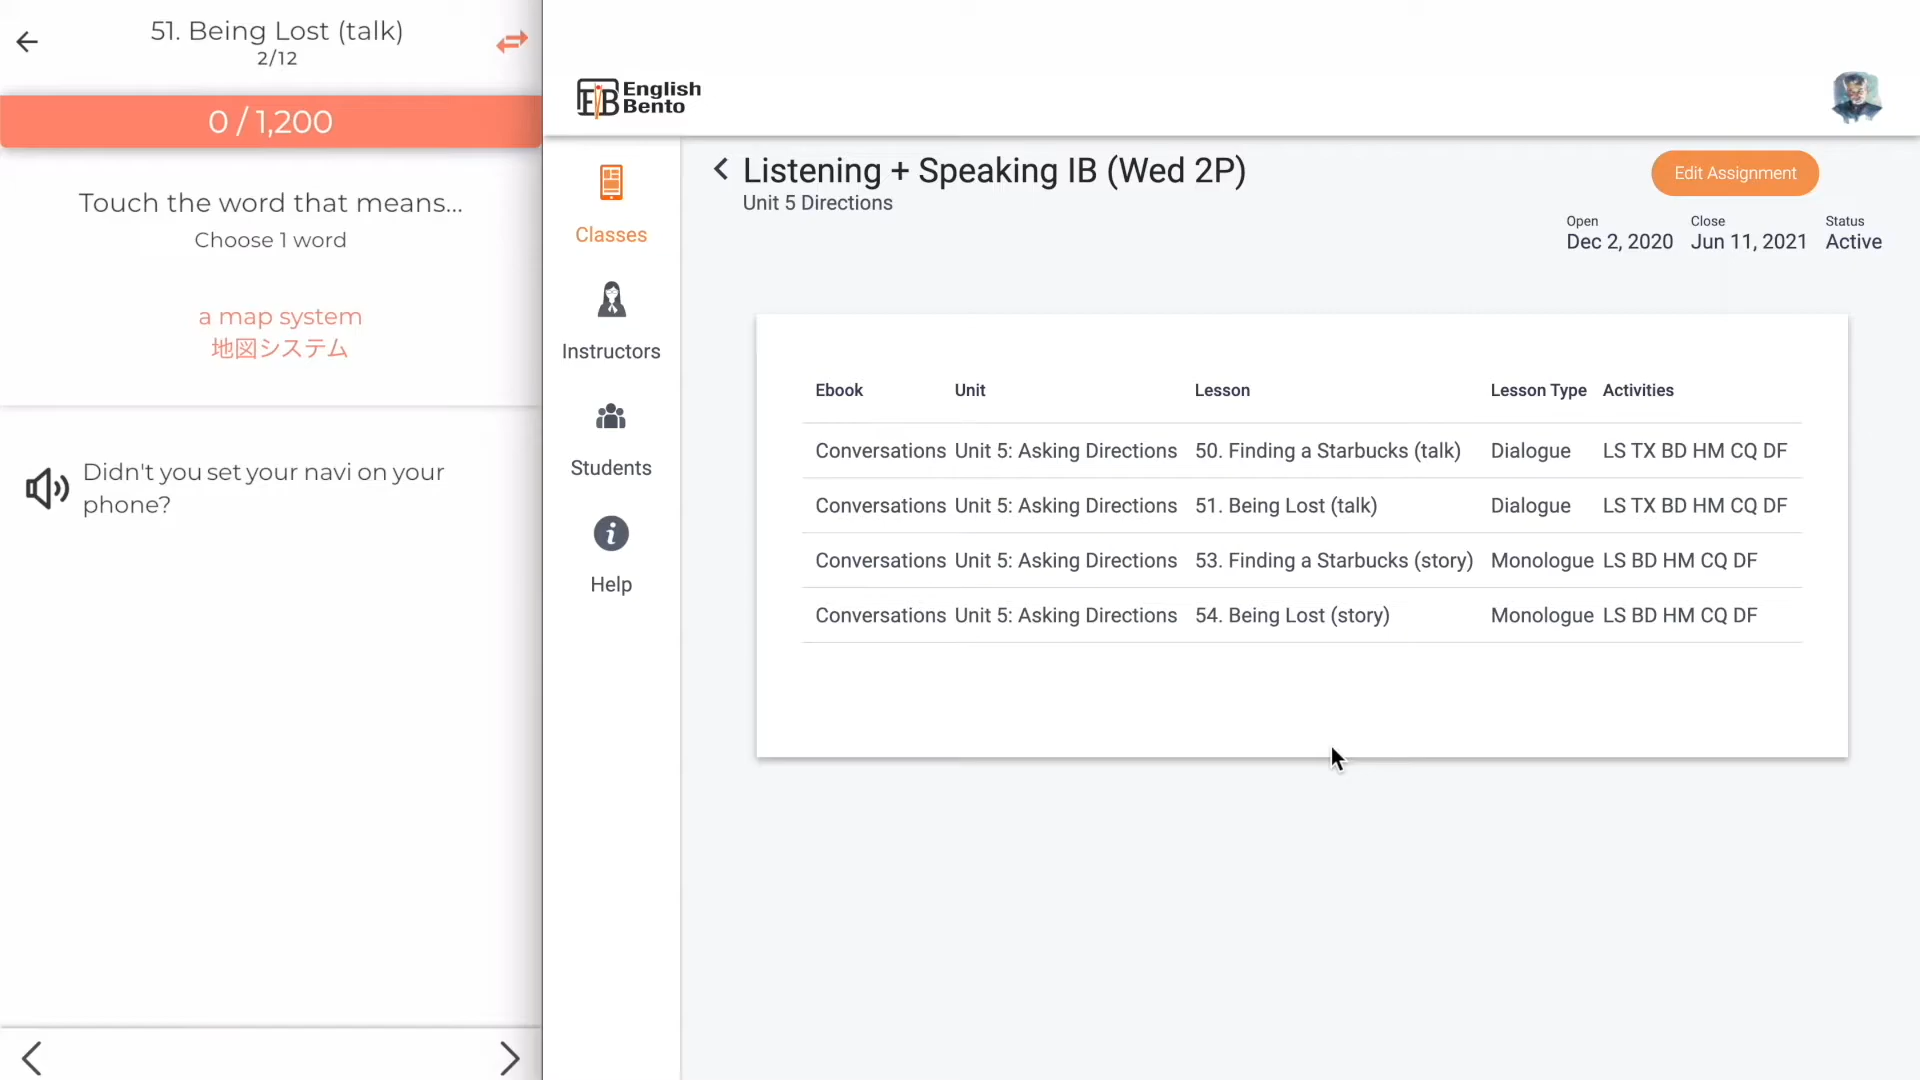 51. Being Lost (talk)
2/12
0 / 1,200
Touch the word that means...
Choose 1 word
a map system
地図システム
Didn't you set your navi on your
phone?
English
Bento
Classes
Instructors
Students
Help
Listening + Speaking IB (Wed 2P)
Unit 5 Directions
Edit Assignment
Open Close Status
Dec 2, 2020 Jun 11, 2021 Active
Ebook Unit Lesson Lesson Type Activities
Conversations Unit 5: Asking Directions 50. Finding a Starbucks (talk) Dialogue LS TX BD HM CQ DF
Conversations Unit 5: Asking Directions 51. Being Lost (talk) Dialogue LS TX BD HM CQ DF
Conversations Unit 5: Asking Directions 53. Finding a Starbucks (story) Monologue LS BD HM CQ DF
Conversations Unit 5: Asking Directions 54. Being Lost (story) Monologue LS BD HM CQ DF